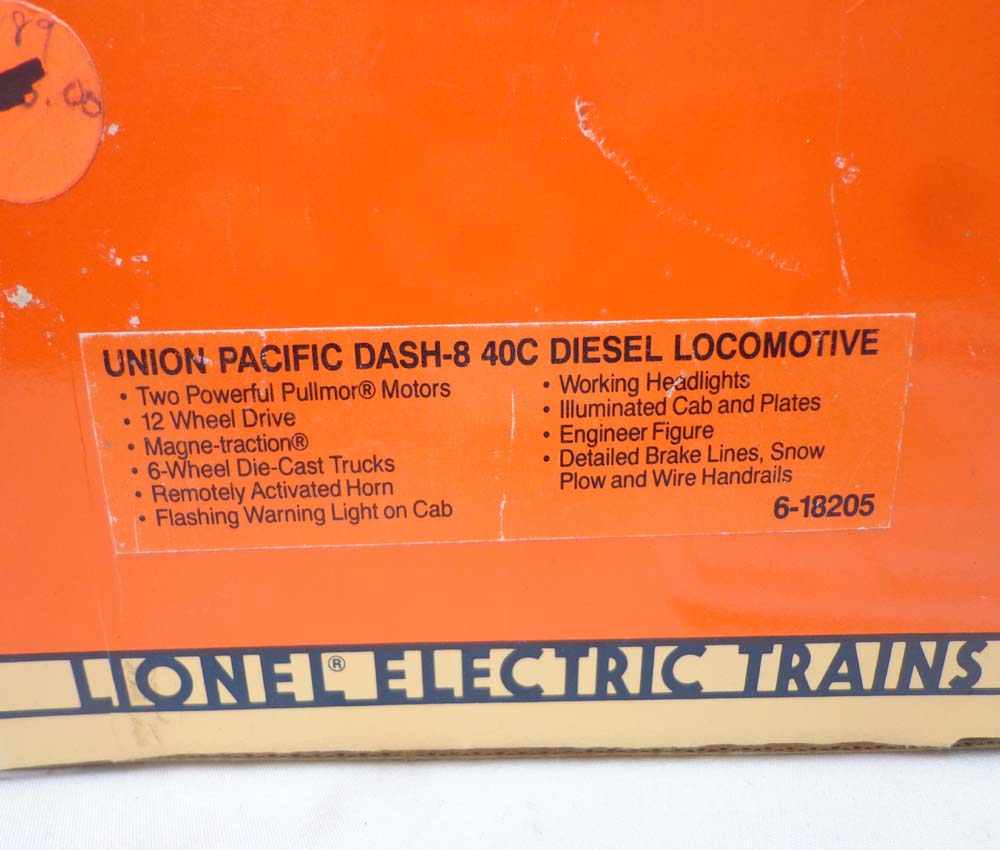 89
UNION PACIFIC DASH-8 40C DIESEL LOCOMOTIVE
• Two Powerful Pullmor® Motors
• 12 Wheel Drive
• Magne-traction®
• 6-Wheel Die-Cast Trucks
• Remotely Activated Horn
• Flashing Warning Light on Cab
• Working Headlights
• Illuminated Cab and Plates
• Engineer Figure
• Detailed Brake Lines, Snow
Plow and Wire Handrails
6-18205
LIONEL® ELECTRIC TRAINS